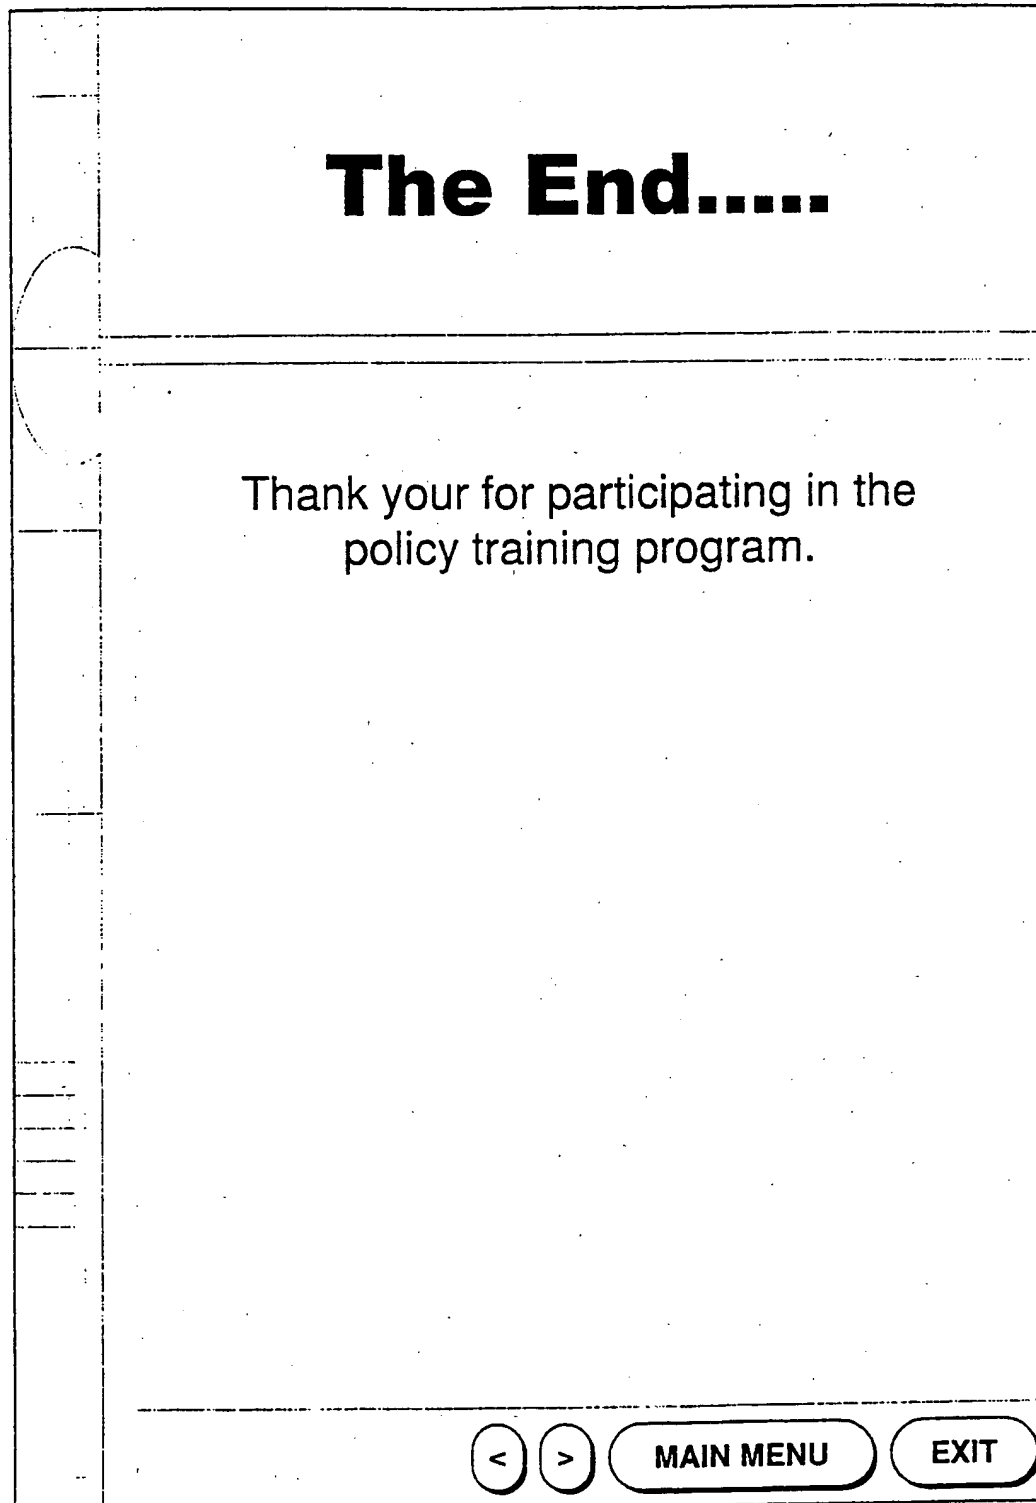 The End.....
Thank your for participating in the
policy training program.
< > MAIN MENU EXIT